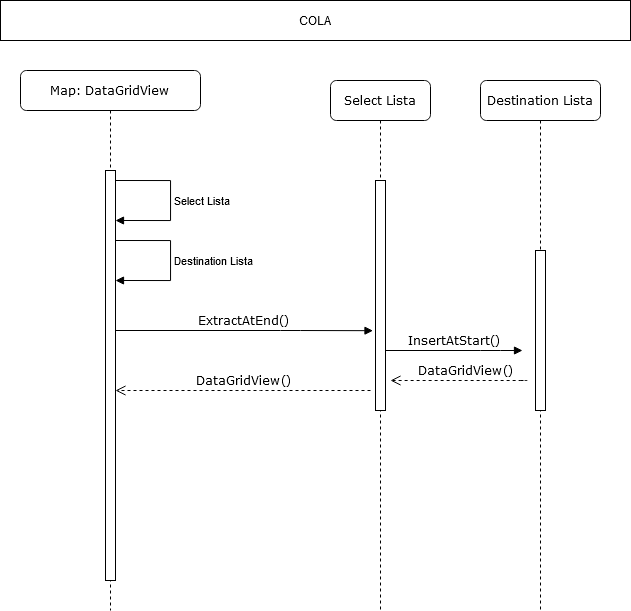 COLA
Map: DataGridView
Select Lista
Destination Lista
Select Lista
Destination Lista
ExtractAtEnd()
InsertAtStart()
DataGridView()
DataGridView()